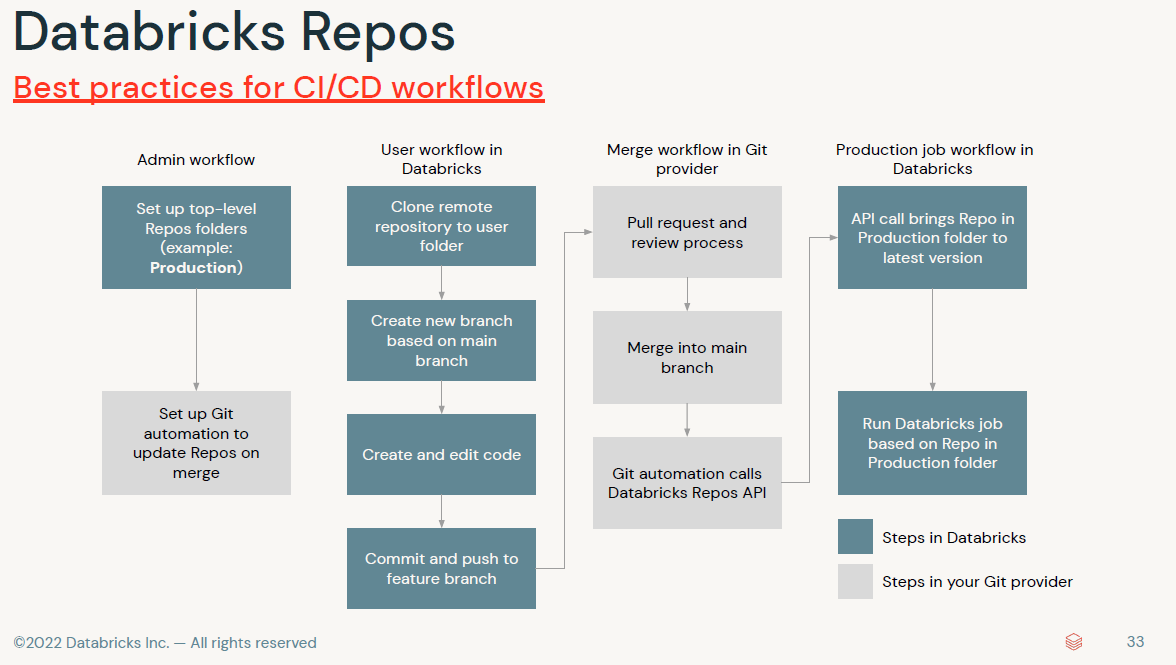 Databricks Repos
Best practices for CI/CD workflows
Admin workflow
Set up top-level
Repos folders
(example:
Production)
Set up Git
automation to
update Repos on
merge
User workflow in
Databricks
Clone remote
repository to user
folder
Create new branch
based on main
branch
Create and edit code
Commit and push to
feature branch
Merge workflow in Git
provider
Pull request and
review process
Merge into main
branch
Git automation calls
Databricks Repos API
Production job workflow in
Databricks
API call brings Repo in
Production folder to
latest version
Run Databricks job
based on Repo in
Production folder
Steps in Databricks
Steps in your Git provider
©2022 Databricks Inc. — All rights reserved
33